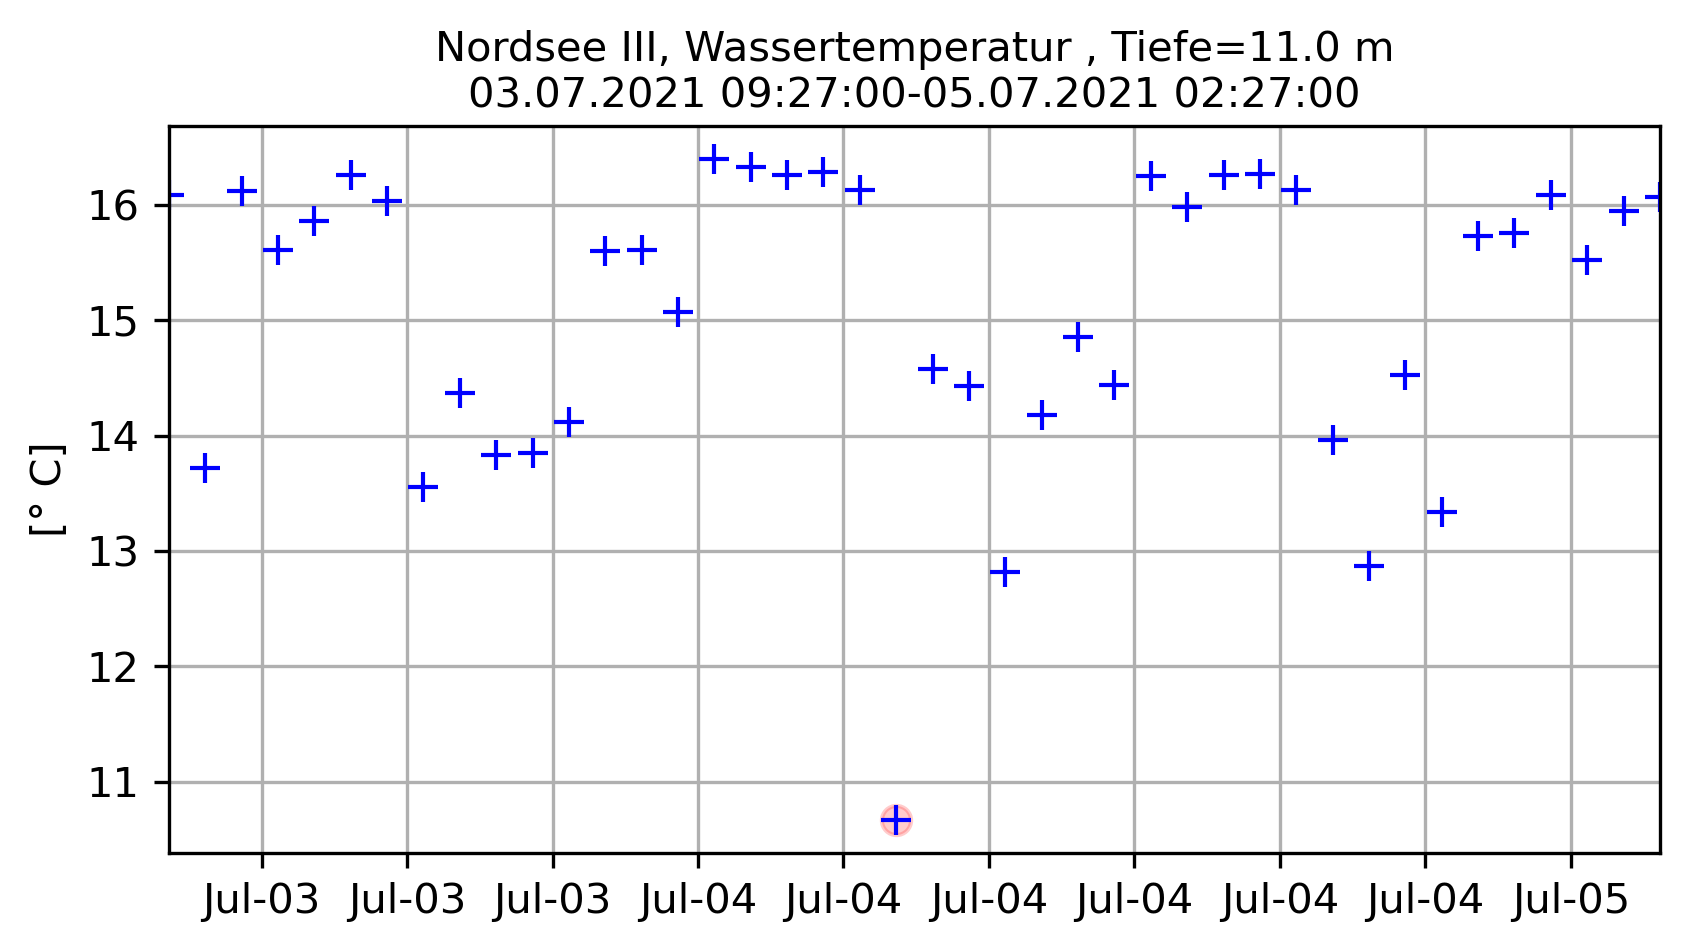 Nordsee III, Wassertemperatur , Tiefe=11.0 m
03.07.2021 09:27:00-05.07.2021 02:27:00
16
15
14
13
12
11
[° C]
Jul-03 Jul-03 Jul-03 Jul-04 Jul-04 Jul-04 Jul-04 Jul-04 Jul-04 Jul-05